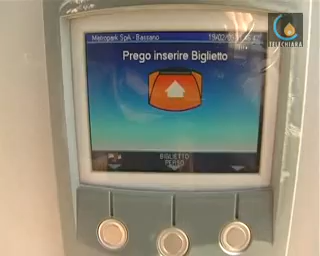 Metropark SpA - Bassano
Prego inserire Biglietto
BIGLIETTO
PERSO
TELECHIARA